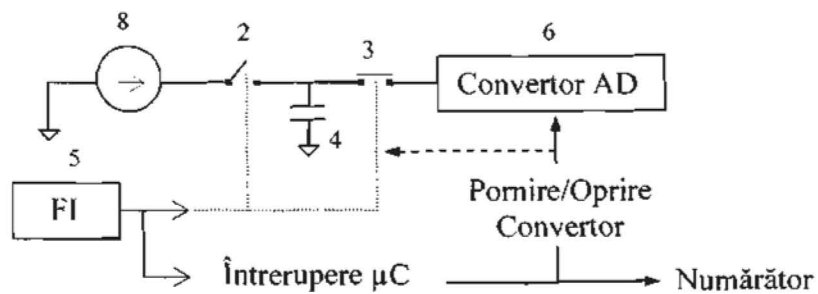 8
2
3
6
Convertor AD
4
5
FI
Pornire/Oprire
Convertor
Întrerupere µC
Numărător